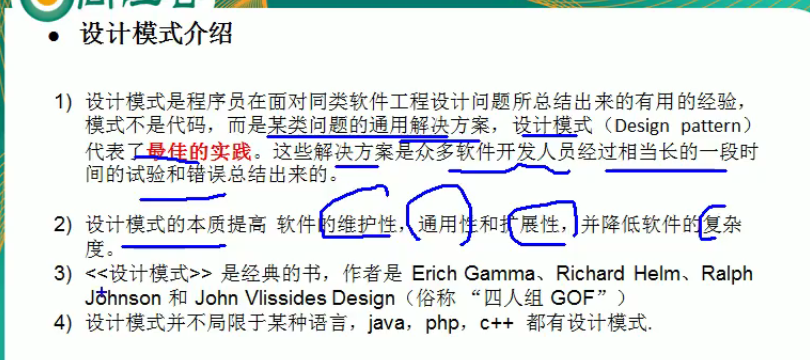 • 设计模式介绍
1) 设计模式是程序员在面对同类软件工程设计问题所总结出来的有用的经验，
模式不是代码，而是某类问题的通用解决方案，设计模式（Design pattern）
代表了最佳的实践。这些解决方案是众多软件开发人员经过相当长的一段时
间的试验和错误总结出来的。
2) 设计模式的本质提高 软件的维护性，通用性和扩展性，并降低软件的复杂
度。
3) <<设计模式>> 是经典的书，作者是 Erich Gamma、Richard Helm、Ralph
Johnson 和 John Vlissides Design（俗称 “四人组 GOF”）
4) 设计模式并不局限于某种语言，java，php，c++ 都有设计模式.